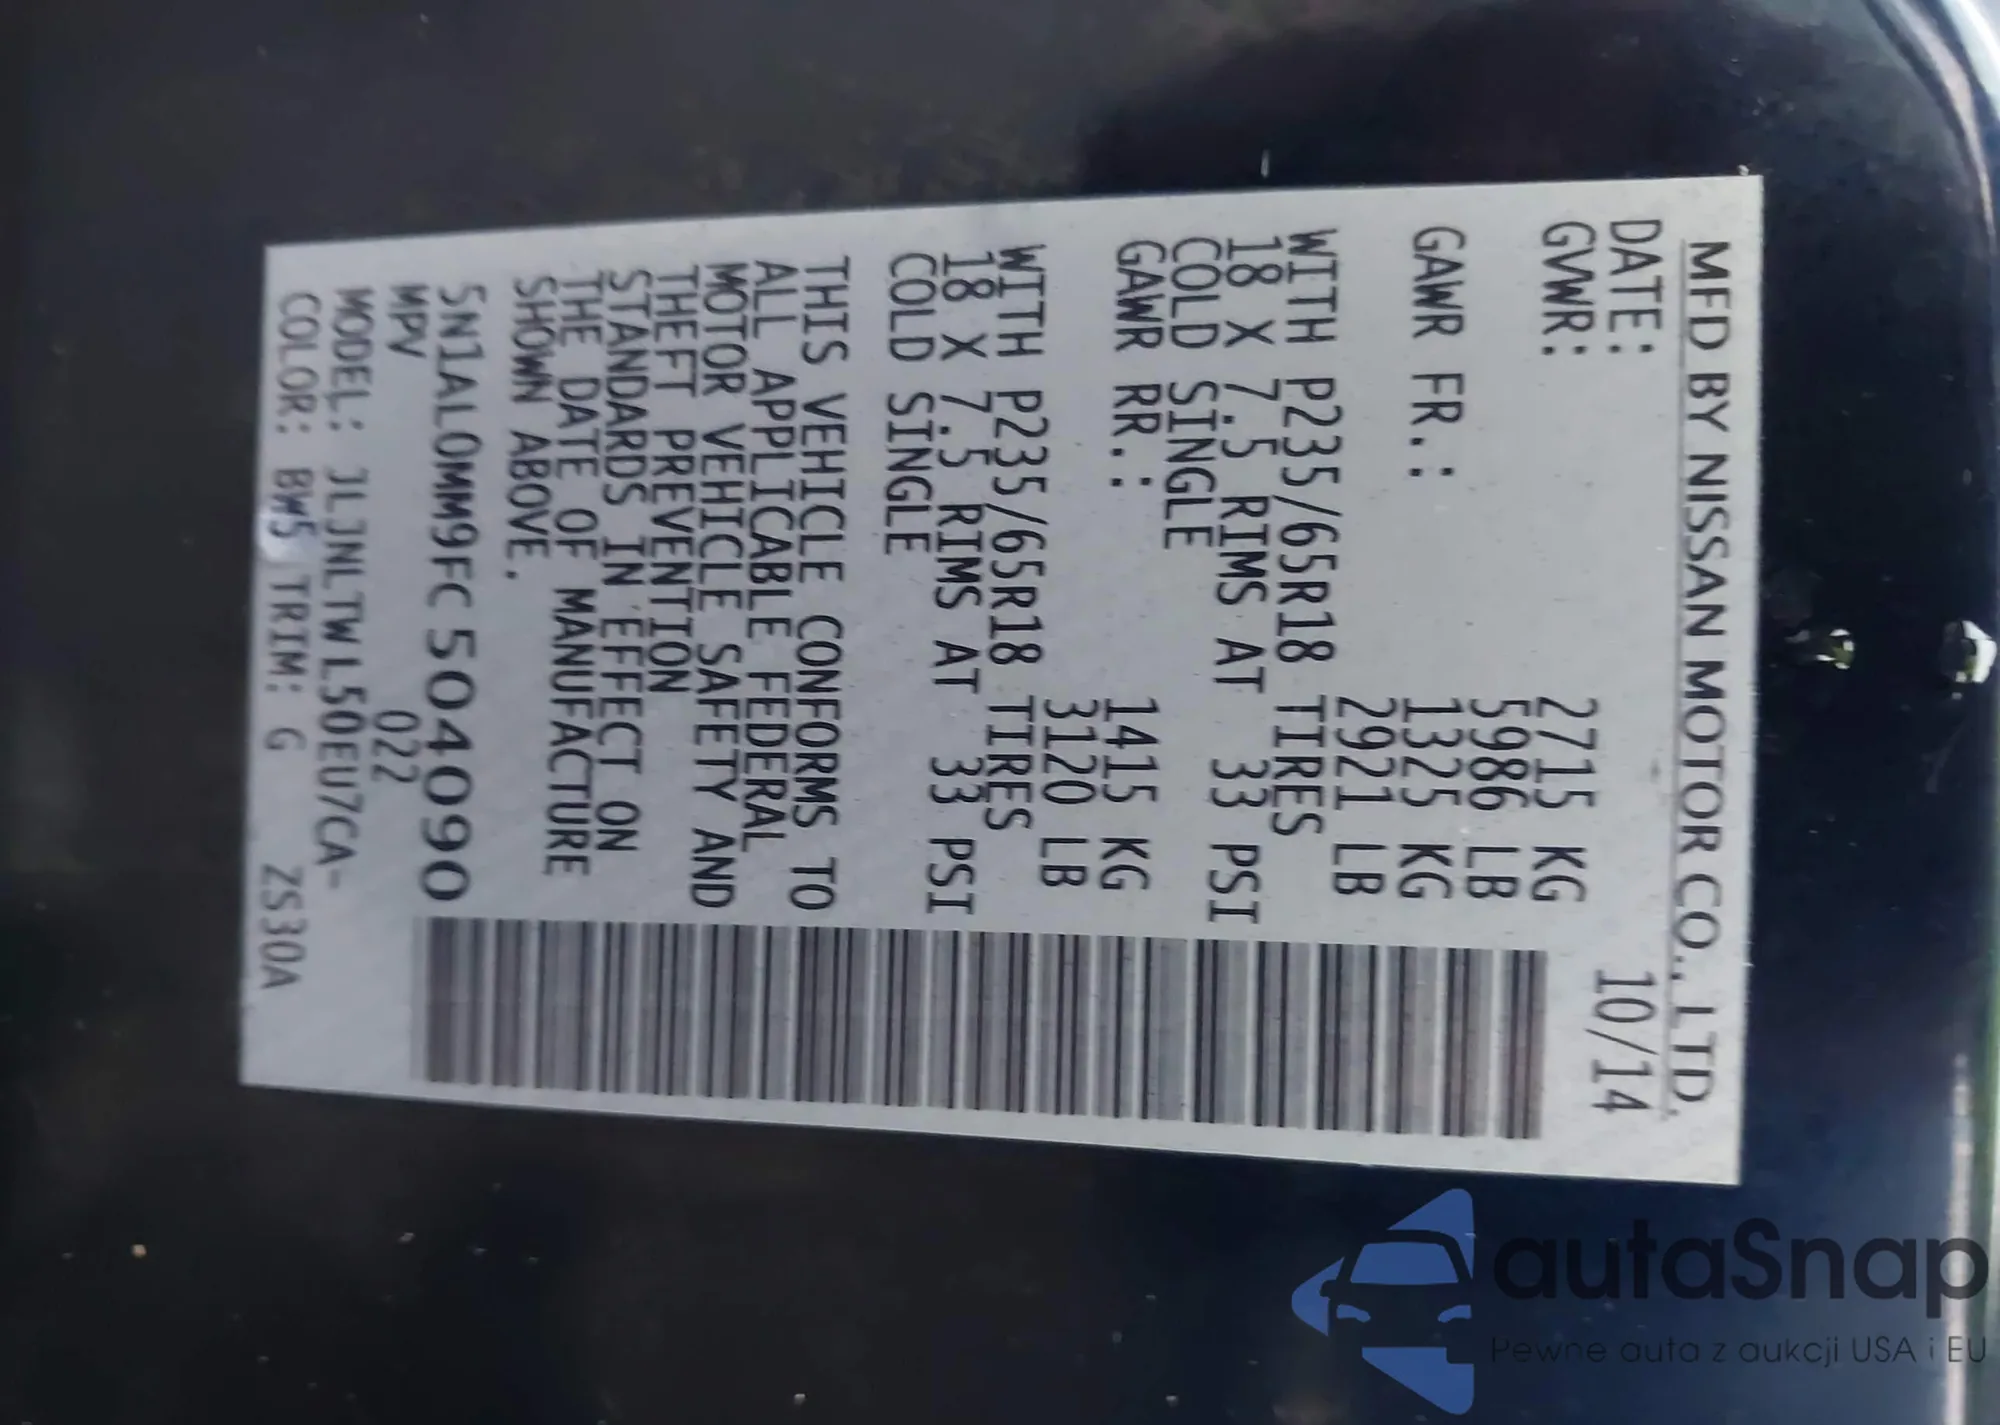 MFD BY NISSAN MOTOR CO., LTD.
DATE: 10/14
GVWR: 2715 KG
5986 LB
GAWR FR.: 1325 KG
2921 LB
WITH P235/65R18 TIRES
18 X 7.5 RIMS AT 33 PSI
COLD SINGLE
GAWR RR.: 1415 KG
3120 LB
WITH P235/65R18 TIRES
18 X 7.5 RIMS AT 33 PSI
COLD SINGLE
THIS VEHICLE CONFORMS TO
ALL APPLICABLE FEDERAL
MOTOR VEHICLE SAFETY AND
THEFT PREVENTION
STANDARDS IN EFFECT ON
THE DATE OF MANUFACTURE
SHOWN ABOVE.
5N1AL0MM9FC504090
MPV 022
MODEL: JLJNLTWL50EU7CA-
COLOR: BW5 TRIM: G ZS30A
autaSnap
Pewne auta z aukcji USA i EU